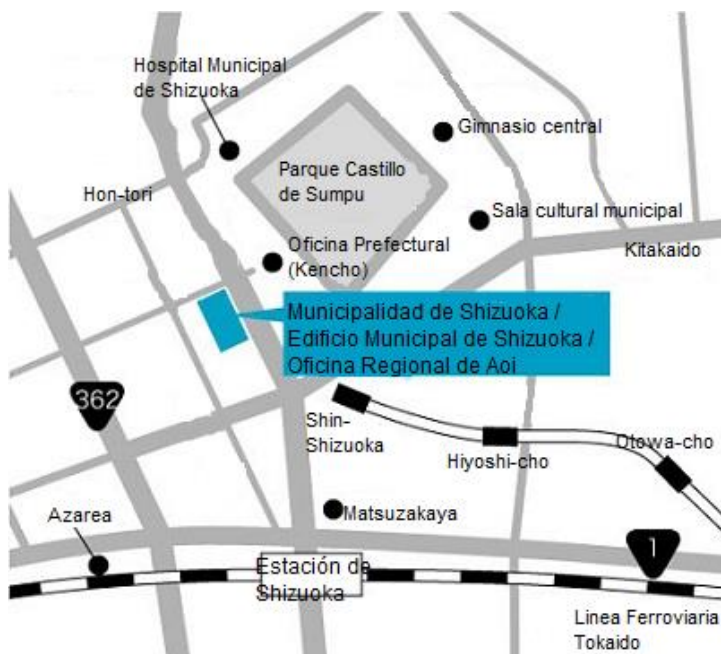 Hospital Municipal
de Shizuoka
Gimnasio central
Parque Castillo
de Sumpu
Hon-tori
Sala cultural municipal
Oficina Prefectural
(Kencho)
Kitakaido
Municipalidad de Shizuoka /
Edificio Municipal de Shizuoka /
Oficina Regional de Aoi
362
Shin-
Shizuoka
Hiyoshi-cho
Otowa-cho
Azarea
Matsuzakaya
1
Estación de
Shizuoka
Linea Ferroviaria
Tokaido